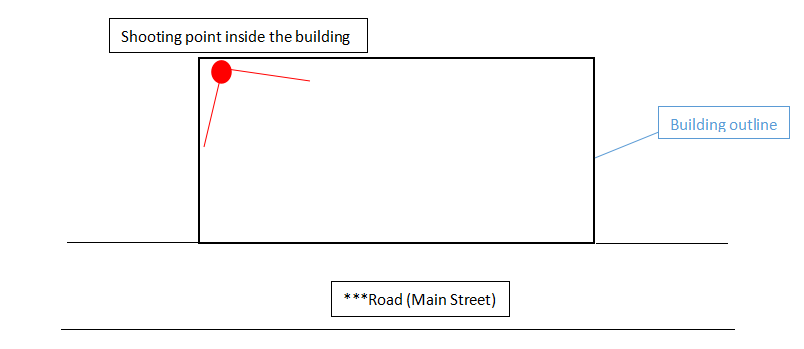 Shooting point inside the building
Building outline
***Road (Main Street)